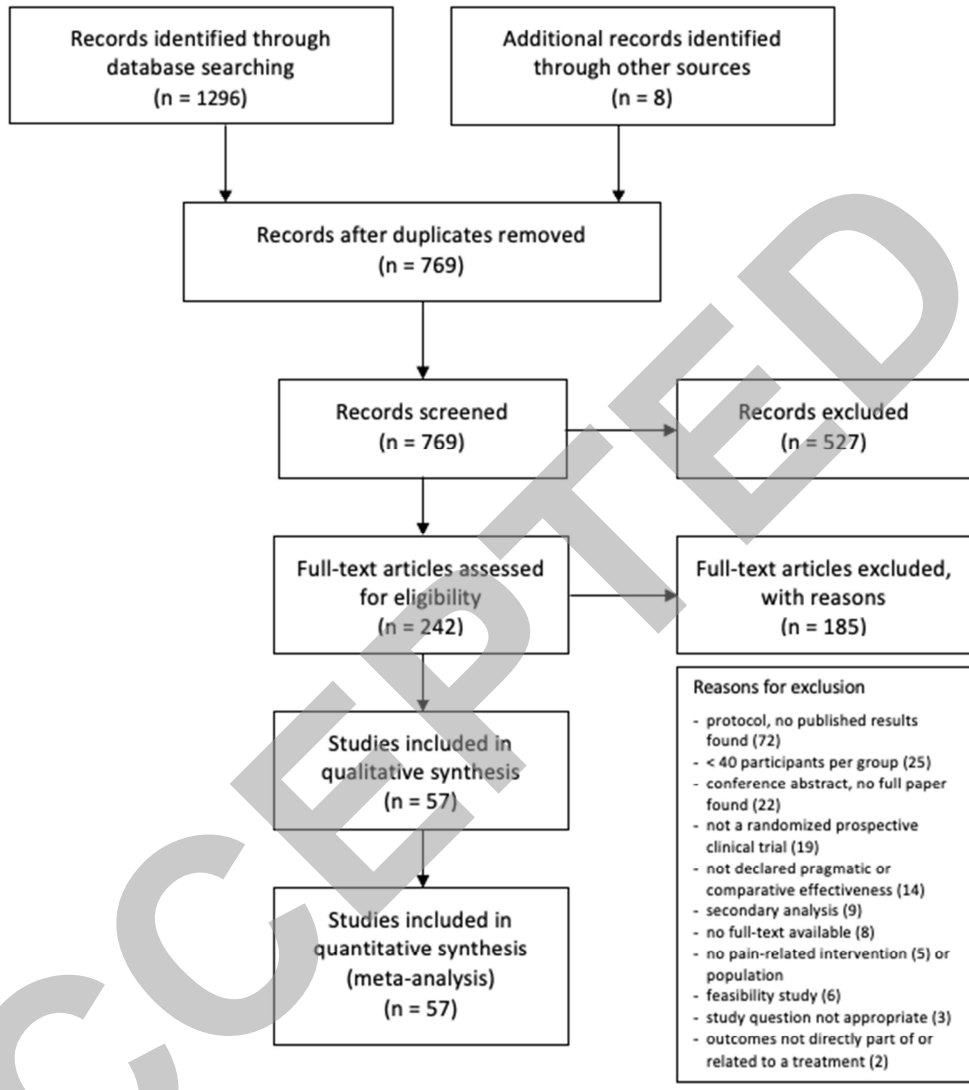 Records identified through
database searching
(n = 1296)
Additional records identified
through other sources
(n = 8)
Records after duplicates removed
(n = 769)
Records screened
(n = 769)
Records excluded
(n = 527)
Full-text articles assessed
for eligibility
(n = 242)
Full-text articles excluded,
with reasons
(n = 185)
Reasons for exclusion
- protocol, no published results
found (72)
- < 40 participants per group (25)
- conference abstract, no full paper
found (22)
- not a randomized prospective
clinical trial (19)
- not declared pragmatic or
comparative effectiveness (14)
- secondary analysis (9)
- no full-text available (8)
- no pain-related intervention (5) or
population
- feasibility study (6)
- study question not appropriate (3)
- outcomes not directly part of or
related to a treatment (2)
Studies included in
qualitative synthesis
(n = 57)
Studies included in
quantitative synthesis
(meta-analysis)
(n = 57)
CCEPTED